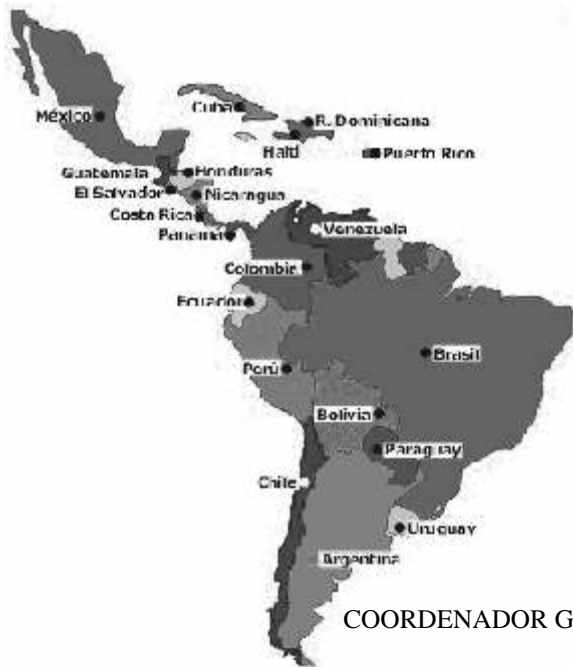 México
Cuba
R. Dominicana
Haití
Puerto Rico
Guatemala
Honduras
El Salvador
Nicaragua
Costa Rica
Panamá
Venezuela
Colombia
Ecuador
Brasil
Perú
Bolivia
Paraguay
Chile
Uruguay
Argentina
COORDENADOR G